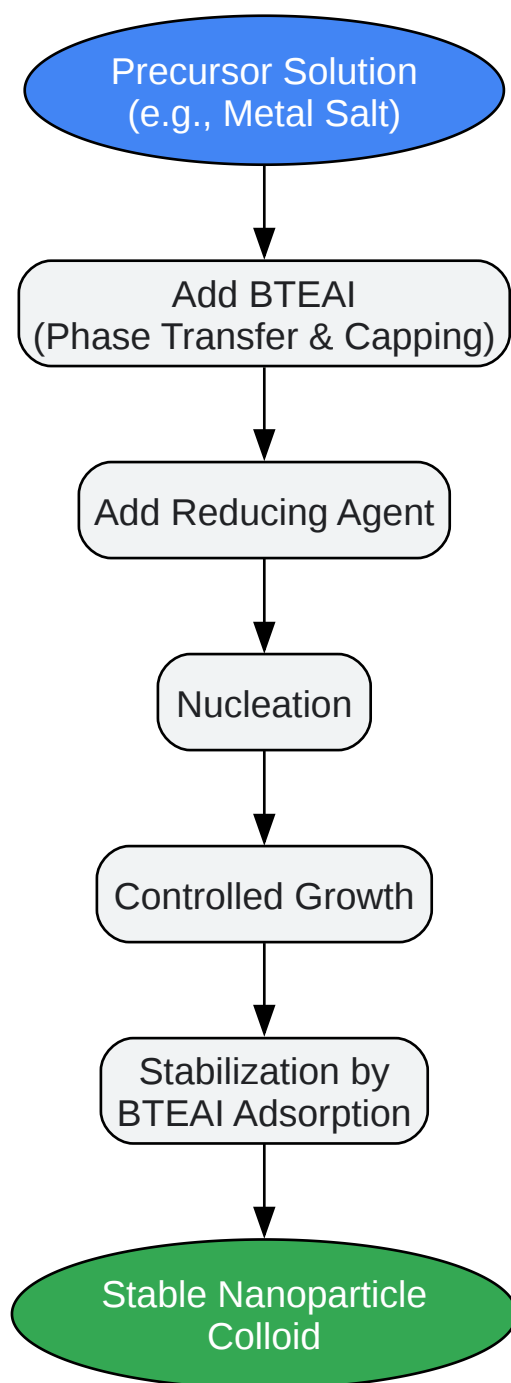 Precursor Solution
(e.g., Metal Salt)
Add BTEAI
(Phase Transfer & Capping)
Add Reducing Agent
Nucleation
Controlled Growth
Stabilization by
BTEAI Adsorption
Stable Nanoparticle
Colloid